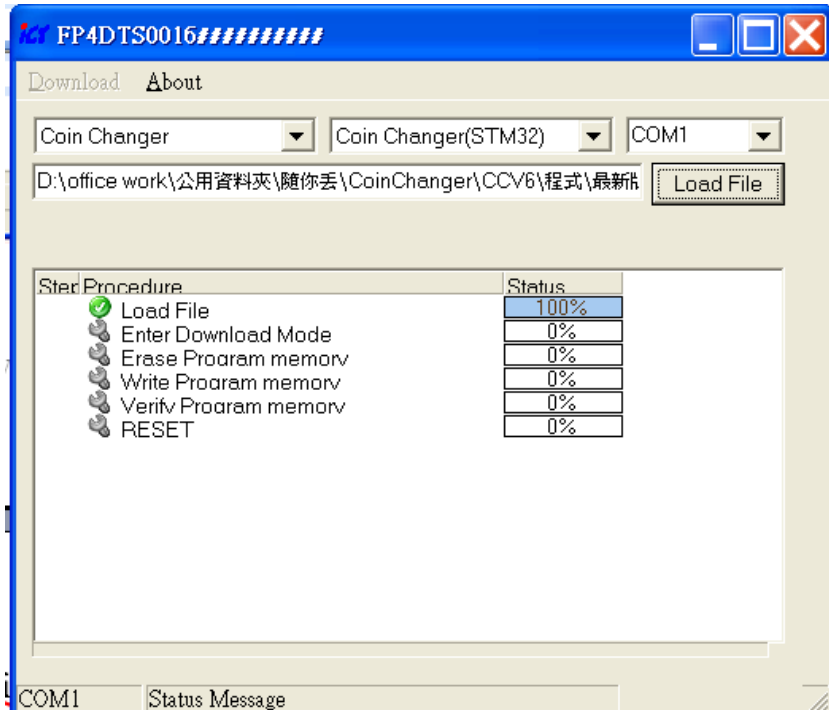 ICT FP4DTS0016##########
Download About
Coin Changer Coin Changer(STM32) COM1
D:\office work\公用資料夾\隨你丟\CoinChanger\CCV6\程式\最新 Load File
Ster Procedure Status
Load File 100%
Enter Download Mode 0%
Erase Program memory 0%
Write Program memory 0%
Verify Program memory 0%
RESET 0%
COM1 Status Message